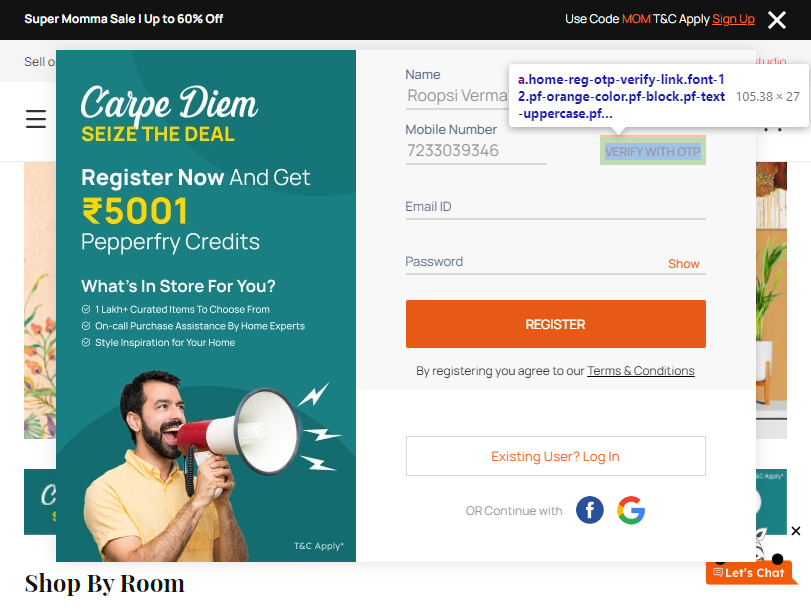 Super Momma Sale | Up to 60% Off
Use Code MOM T&C Apply Sign Up
Sell o
studio
Carpe Diem
SEIZE THE DEAL
Register Now And Get
₹5001
Pepperfry Credits
What's In Store For You?
1 Lakh+ Curated Items To Choose From
On-call Purchase Assistance By Home Experts
Style Inspiration for Your Home
T&C Apply*
Name
Roopsi Verma
a.home-reg-otp-verify-link.font-1
2.pf-orange-color.pf-block.pf-text
-uppercase.pf...
105.38 × 27
Mobile Number
7233039346
VERIFY WITH OTP
Email ID
Password
Show
REGISTER
By registering you agree to our Terms & Conditions
Existing User? Log In
OR Continue with
C
&C Apply*
Let's Chat
Shop By Room